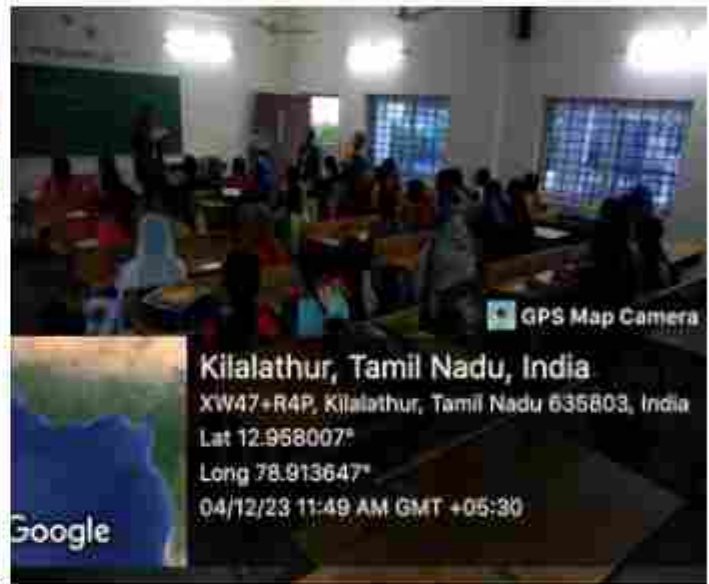 GPS Map Camera
Kilalathur, Tamil Nadu, India
XW47+R4P, Kilalathur, Tamil Nadu 635803, India
Lat 12.958007°
Long 78.913647°
04/12/23 11:49 AM GMT +05:30
Google